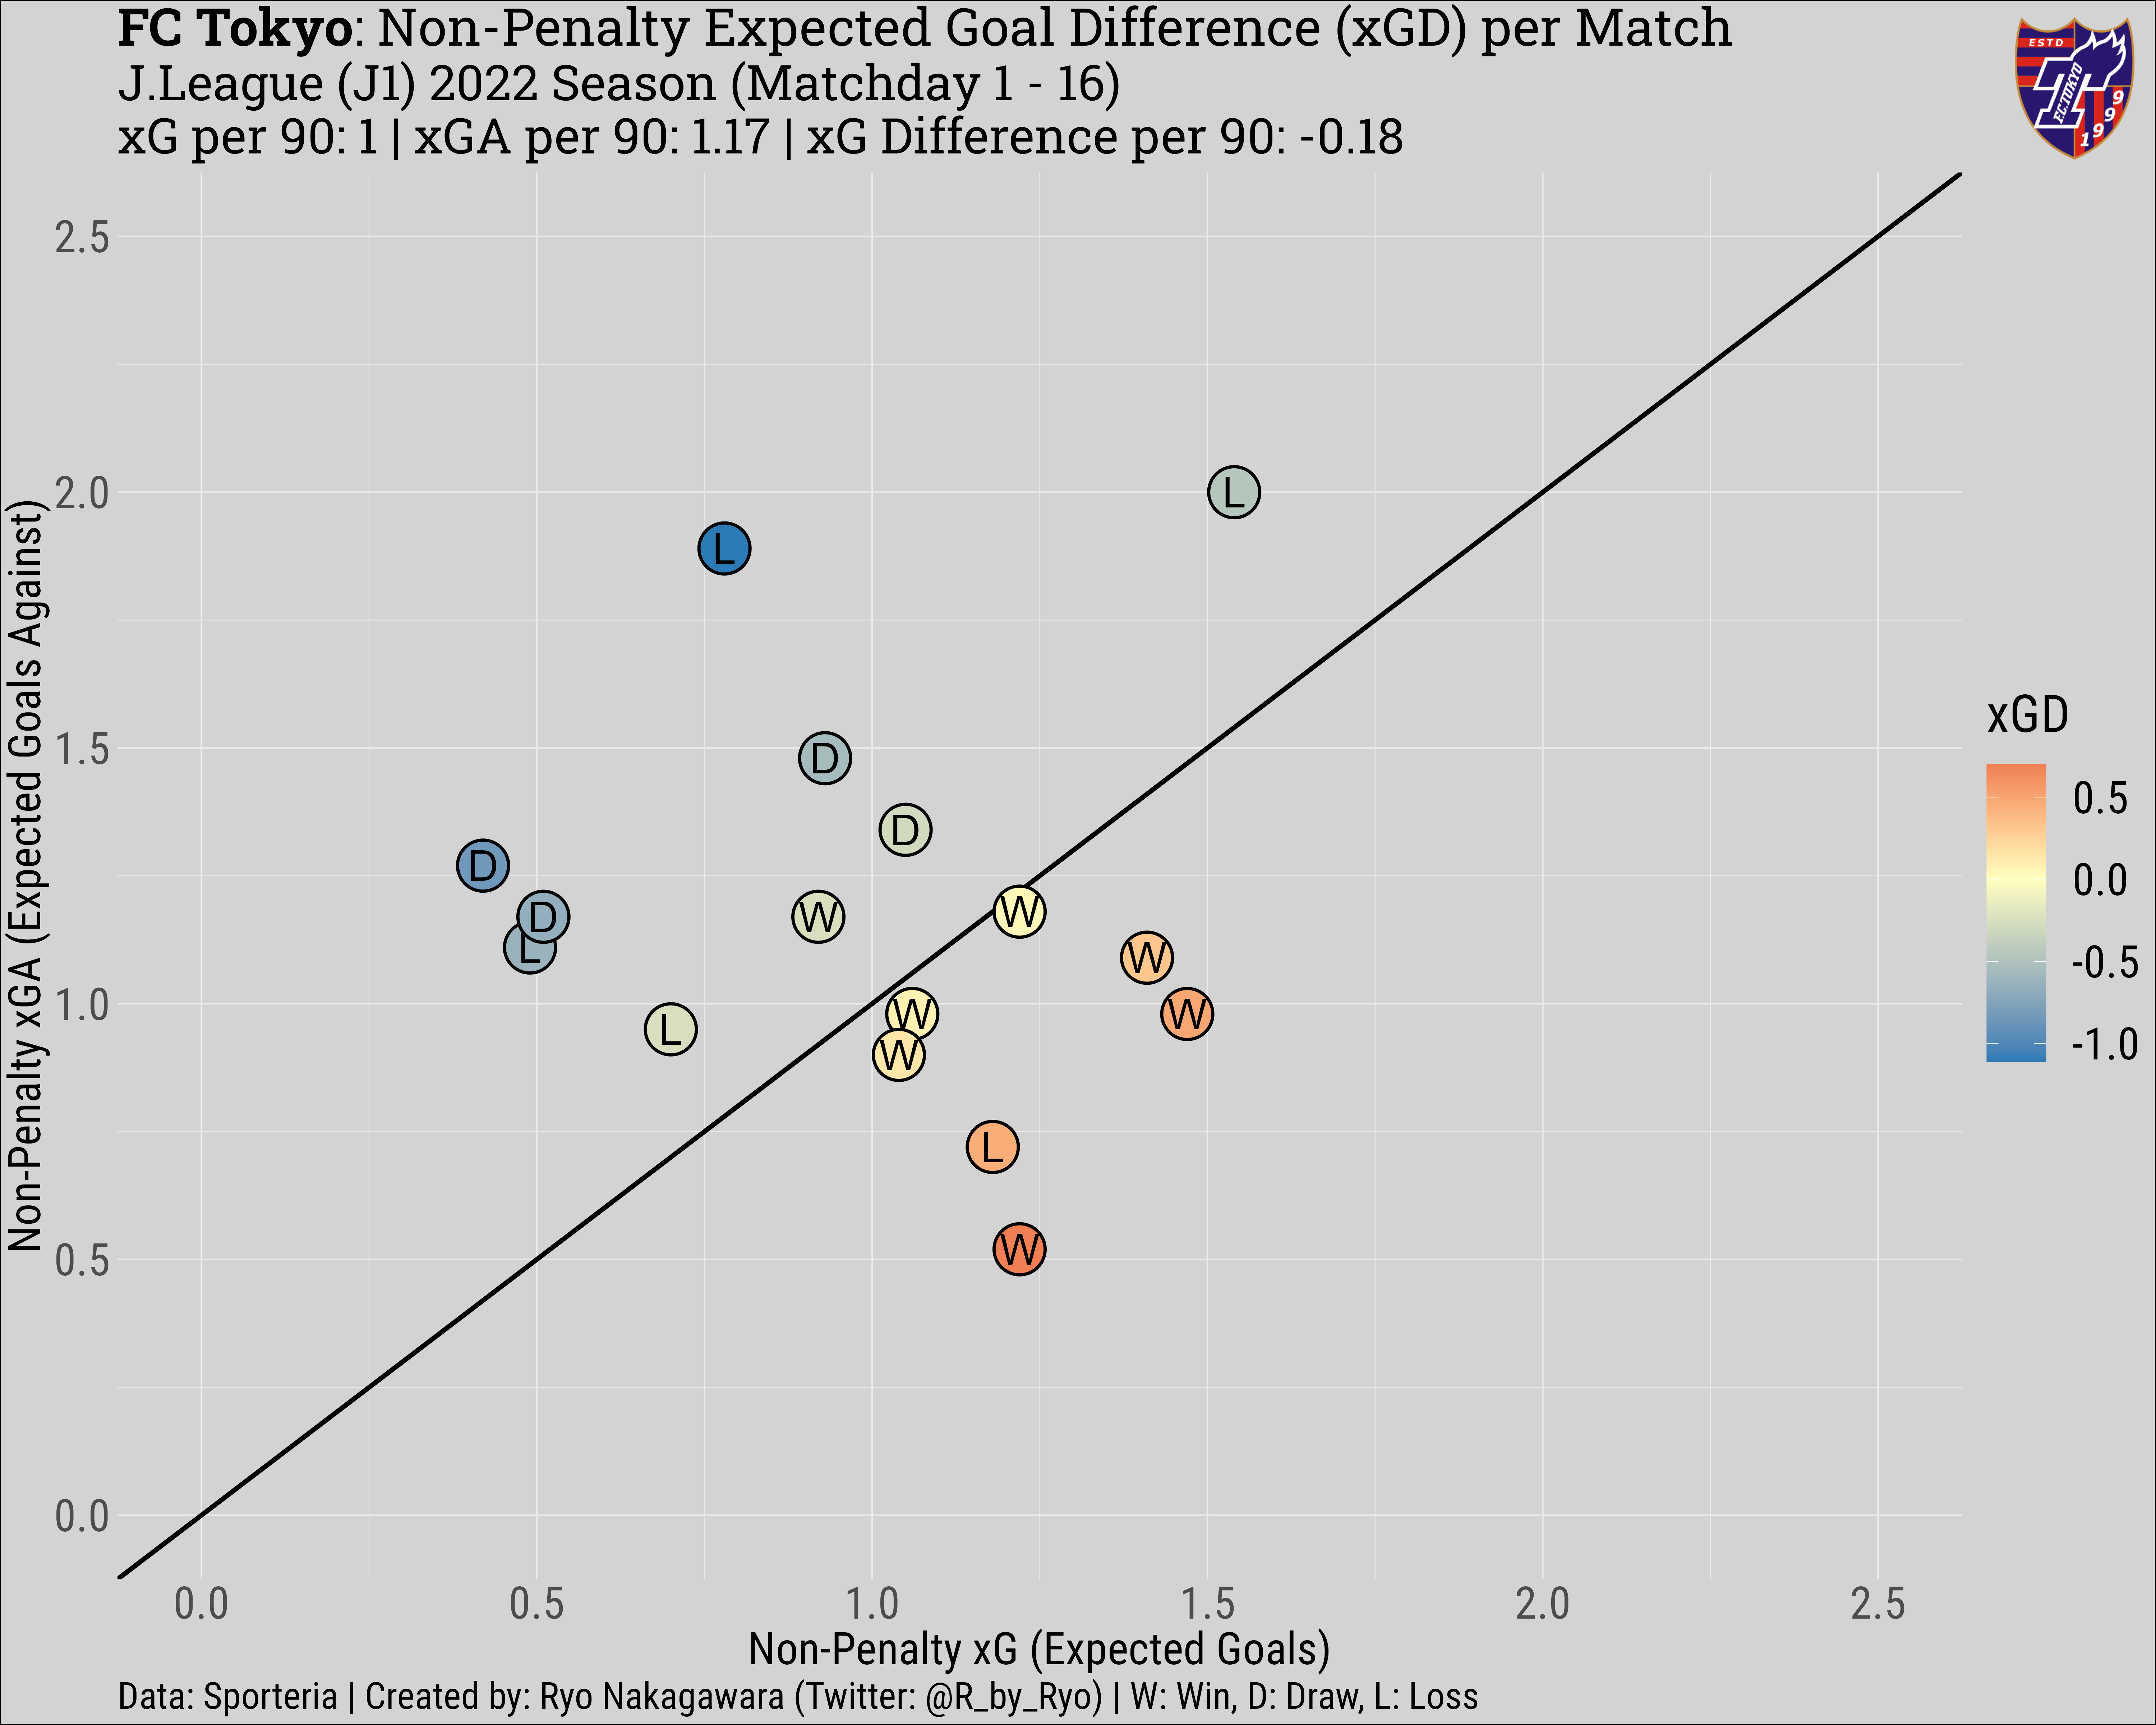 FC Tokyo: Non-Penalty Expected Goal Difference (xGD) per Match
J.League (J1) 2022 Season (Matchday 1 - 16)
xG per 90: 1 | xGA per 90: 1.17 | xG Difference per 90: -0.18
ESTD
F.C.TOKYO
1999
Non-Penalty xGA (Expected Goals Against)
2.5
2.0
1.5
1.0
0.5
0.0
L
L
D
D
D
W
W
D
L
W
L
W
W
W
L
W
xGD
0.5
0.0
-0.5
-1.0
0.0
0.5
1.0
1.5
2.0
2.5
Non-Penalty xG (Expected Goals)
Data: Sporteria | Created by: Ryo Nakagawara (Twitter: @R_by_Ryo) | W: Win, D: Draw, L: Loss